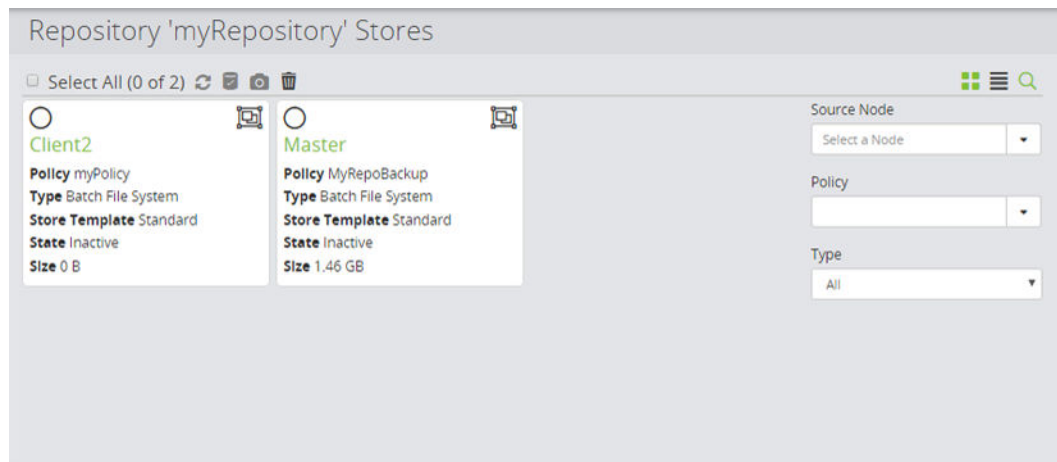 Repository 'myRepository' Stores
Select All (0 of 2)
Client2
Policy myPolicy
Type Batch File System
Store Template Standard
State Inactive
Size 0 B
Master
Policy MyRepoBackup
Type Batch File System
Store Template Standard
State Inactive
Size 1.46 GB
Source Node
Select a Node
Policy
Type
All